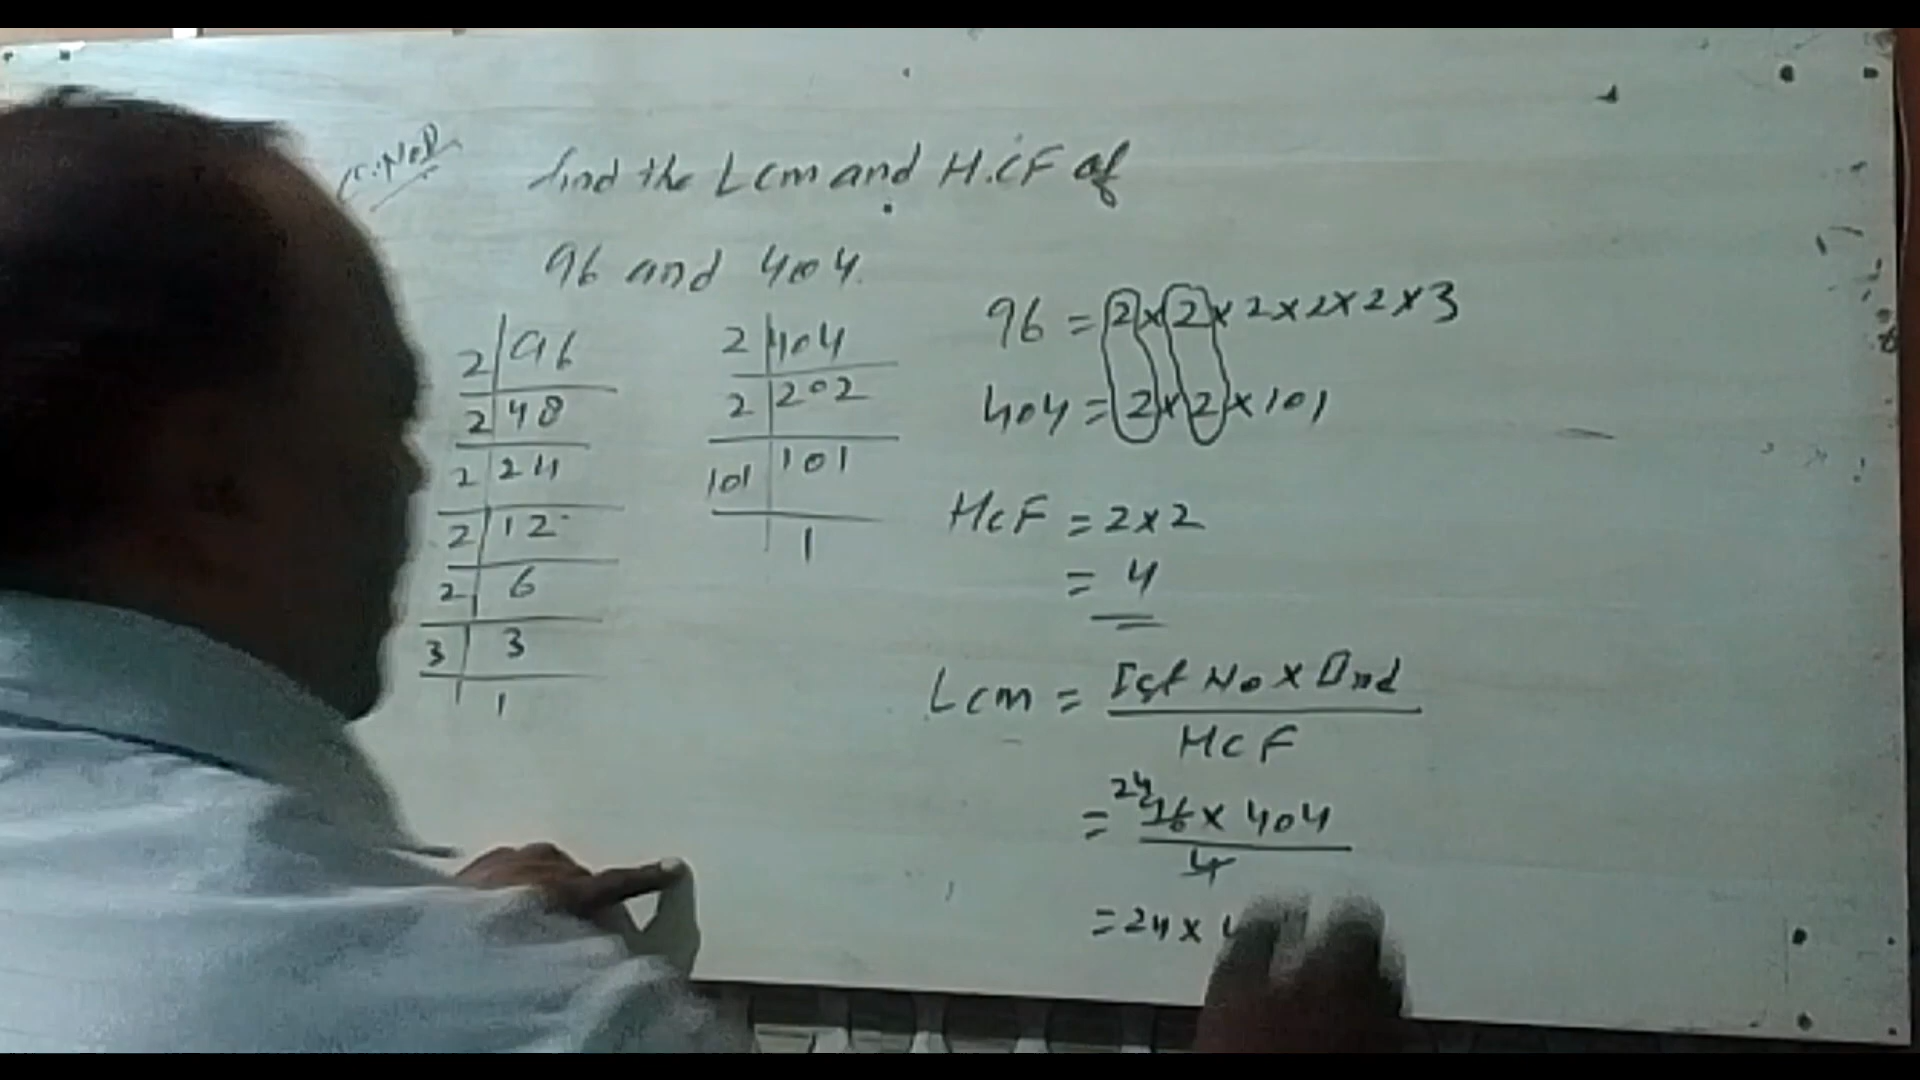 find the Lcm and H.CF of
96 and 404.
2|96
2|48
2|24
2|12
2|6
3|3
1
2|404
2|202
101|101
1
96 = 2×2×2×2×2×3
404 = 2×2×101
HCF = 2×2
= 4
Lcm = Ist No × IInd
HCF
24
= 96 × 404
4
= 24 ×